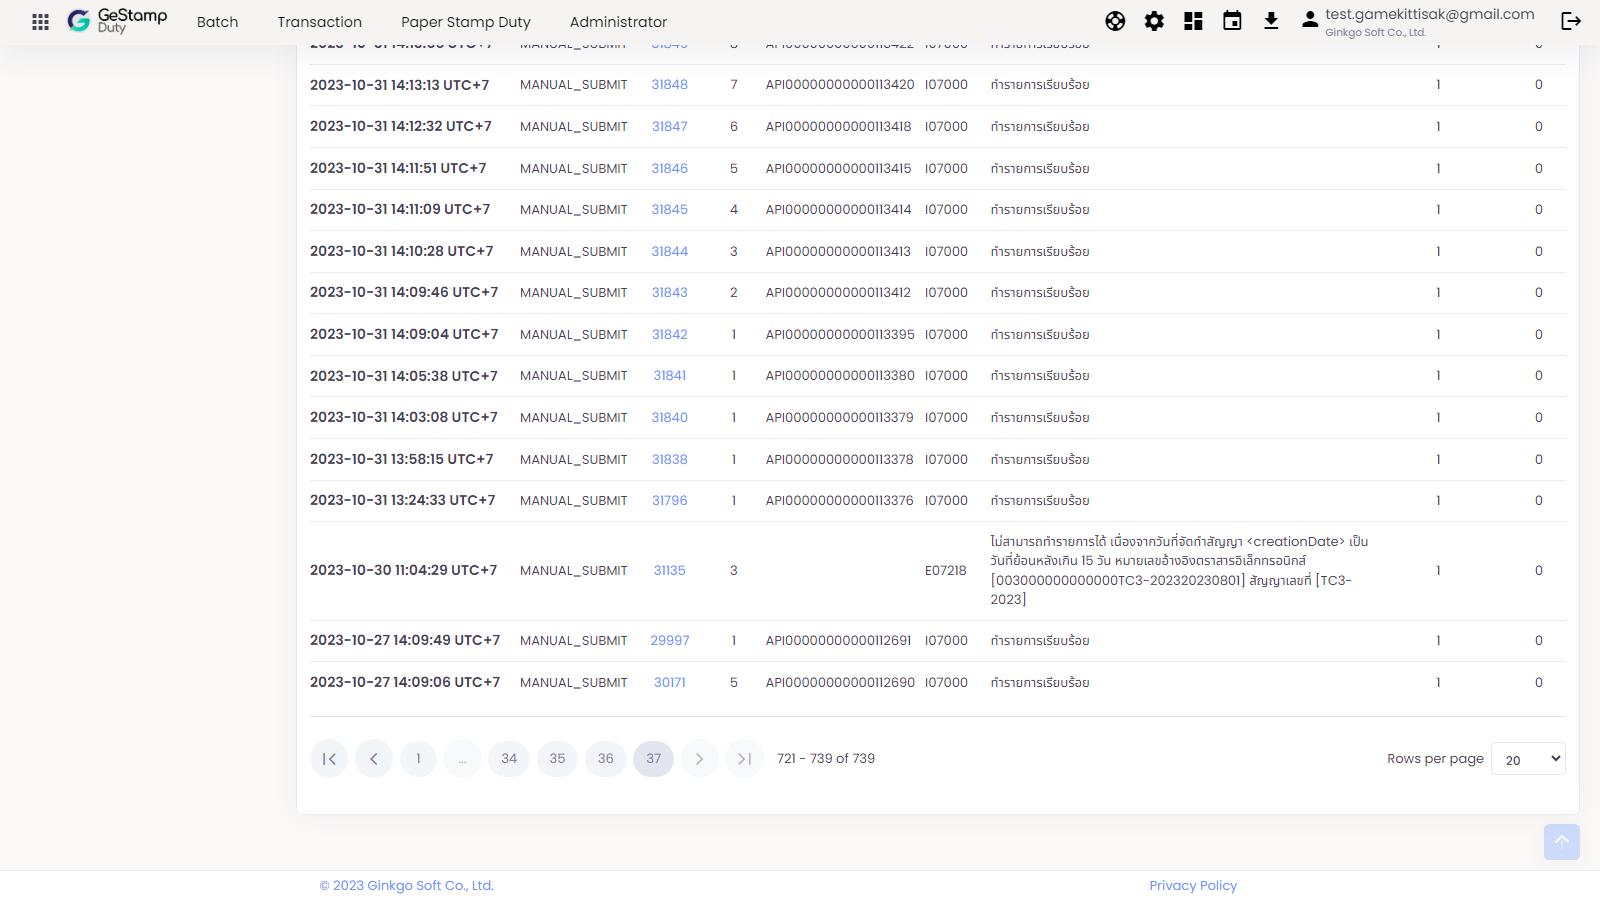 GeStamp
Duty
Batch
Transaction
Paper Stamp Duty
Administrator
test.gamekittisak@gmail.com
Ginkgo Soft Co., Ltd.
2023-10-31 14:13:13 UTC+7 MANUAL_SUBMIT 31848 7 API00000000000113420 I07000 ทำรายการเรียบร้อย 1 0
2023-10-31 14:12:32 UTC+7 MANUAL_SUBMIT 31847 6 API00000000000113418 I07000 ทำรายการเรียบร้อย 1 0
2023-10-31 14:11:51 UTC+7 MANUAL_SUBMIT 31846 5 API00000000000113415 I07000 ทำรายการเรียบร้อย 1 0
2023-10-31 14:11:09 UTC+7 MANUAL_SUBMIT 31845 4 API00000000000113414 I07000 ทำรายการเรียบร้อย 1 0
2023-10-31 14:10:28 UTC+7 MANUAL_SUBMIT 31844 3 API00000000000113413 I07000 ทำรายการเรียบร้อย 1 0
2023-10-31 14:09:46 UTC+7 MANUAL_SUBMIT 31843 2 API00000000000113412 I07000 ทำรายการเรียบร้อย 1 0
2023-10-31 14:09:04 UTC+7 MANUAL_SUBMIT 31842 1 API00000000000113395 I07000 ทำรายการเรียบร้อย 1 0
2023-10-31 14:05:38 UTC+7 MANUAL_SUBMIT 31841 1 API00000000000113380 I07000 ทำรายการเรียบร้อย 1 0
2023-10-31 14:03:08 UTC+7 MANUAL_SUBMIT 31840 1 API00000000000113379 I07000 ทำรายการเรียบร้อย 1 0
2023-10-31 13:58:15 UTC+7 MANUAL_SUBMIT 31838 1 API00000000000113378 I07000 ทำรายการเรียบร้อย 1 0
2023-10-31 13:24:33 UTC+7 MANUAL_SUBMIT 31796 1 API00000000000113376 I07000 ทำรายการเรียบร้อย 1 0
2023-10-30 11:04:29 UTC+7 MANUAL_SUBMIT 31135 3 E07218 ไม่สามารถทำรายการได้ เนื่องจากวันที่จัดทำสัญญา <creationDate> เป็น
วันที่ย้อนหลังเกิน 15 วัน หมายเลขอ้างอิงตราสารอิเล็กทรอนิกส์
[003000000000000TC3-202320230801] สัญญาเลขที่ [TC3-
2023] 1 0
2023-10-27 14:09:49 UTC+7 MANUAL_SUBMIT 29997 1 API00000000000112691 I07000 ทำรายการเรียบร้อย 1 0
2023-10-27 14:09:06 UTC+7 MANUAL_SUBMIT 30171 5 API00000000000112690 I07000 ทำรายการเรียบร้อย 1 0
1 ... 34 35 36 37 721 - 739 of 739 Rows per page 20
© 2023 Ginkgo Soft Co., Ltd.
Privacy Policy